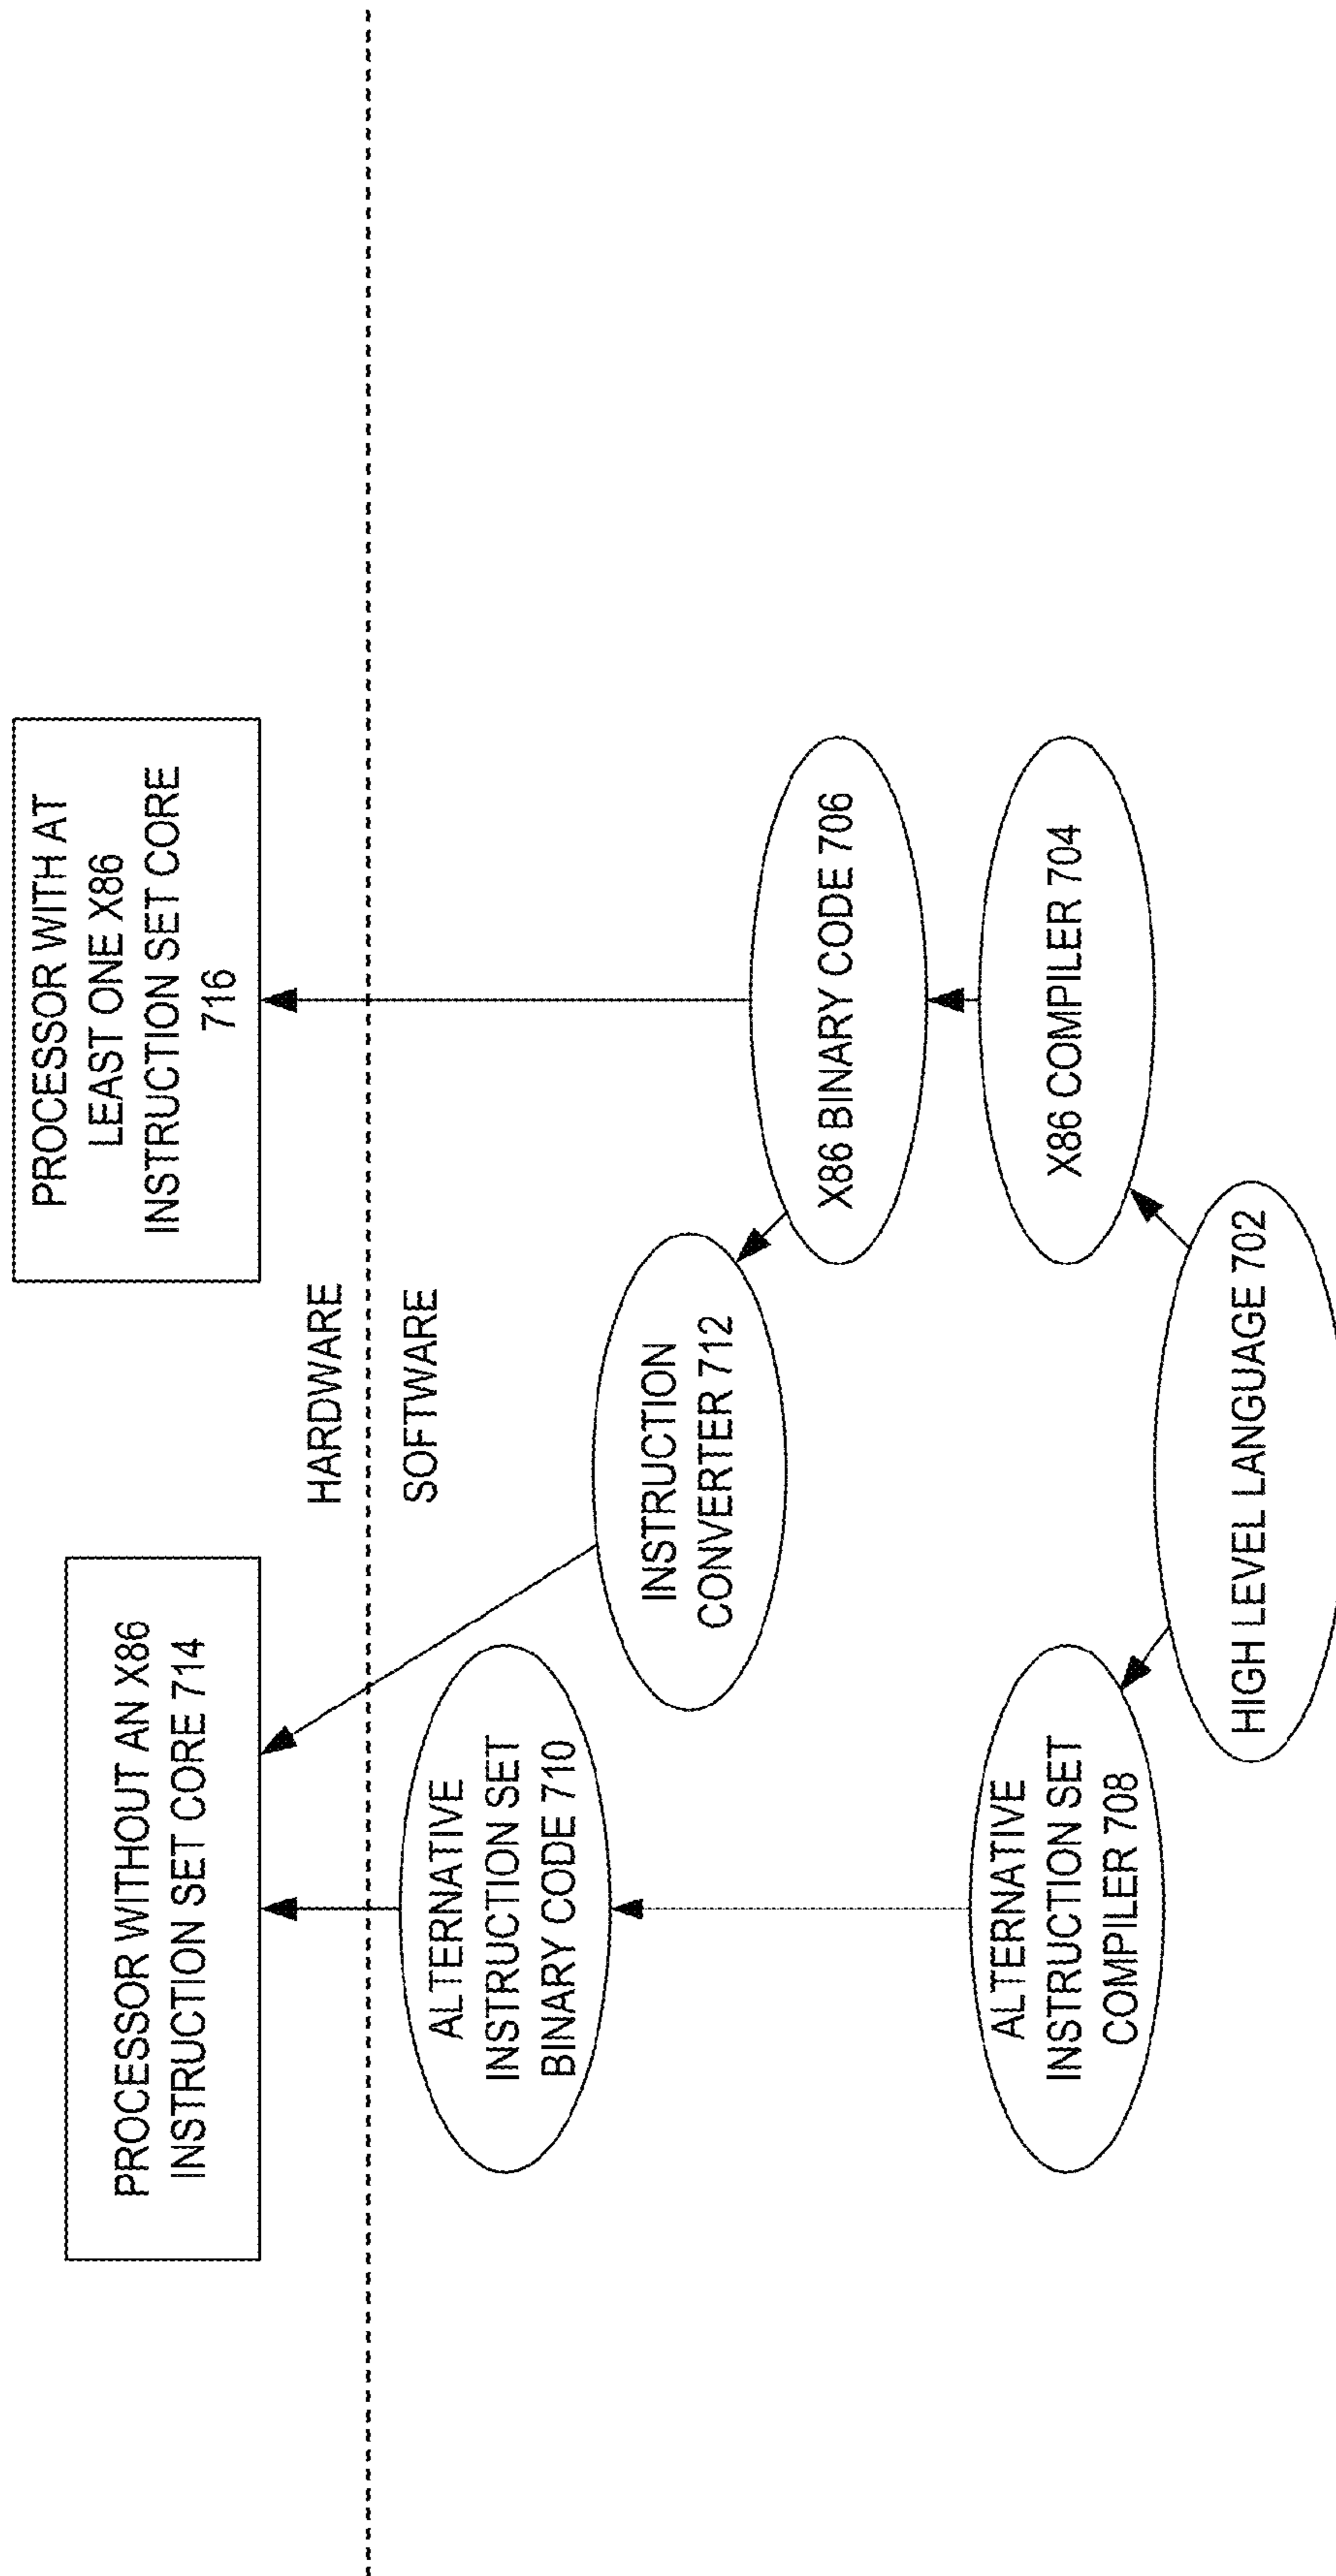 PROCESSOR WITHOUT AN X86
INSTRUCTION SET CORE 714
PROCESSOR WITH AT
LEAST ONE X86
INSTRUCTION SET CORE
716
HARDWARE
SOFTWARE
ALTERNATIVE
INSTRUCTION SET
BINARY CODE 710
INSTRUCTION
CONVERTER 712
X86 BINARY CODE 706
ALTERNATIVE
INSTRUCTION SET
COMPILER 708
X86 COMPILER 704
HIGH LEVEL LANGUAGE 702